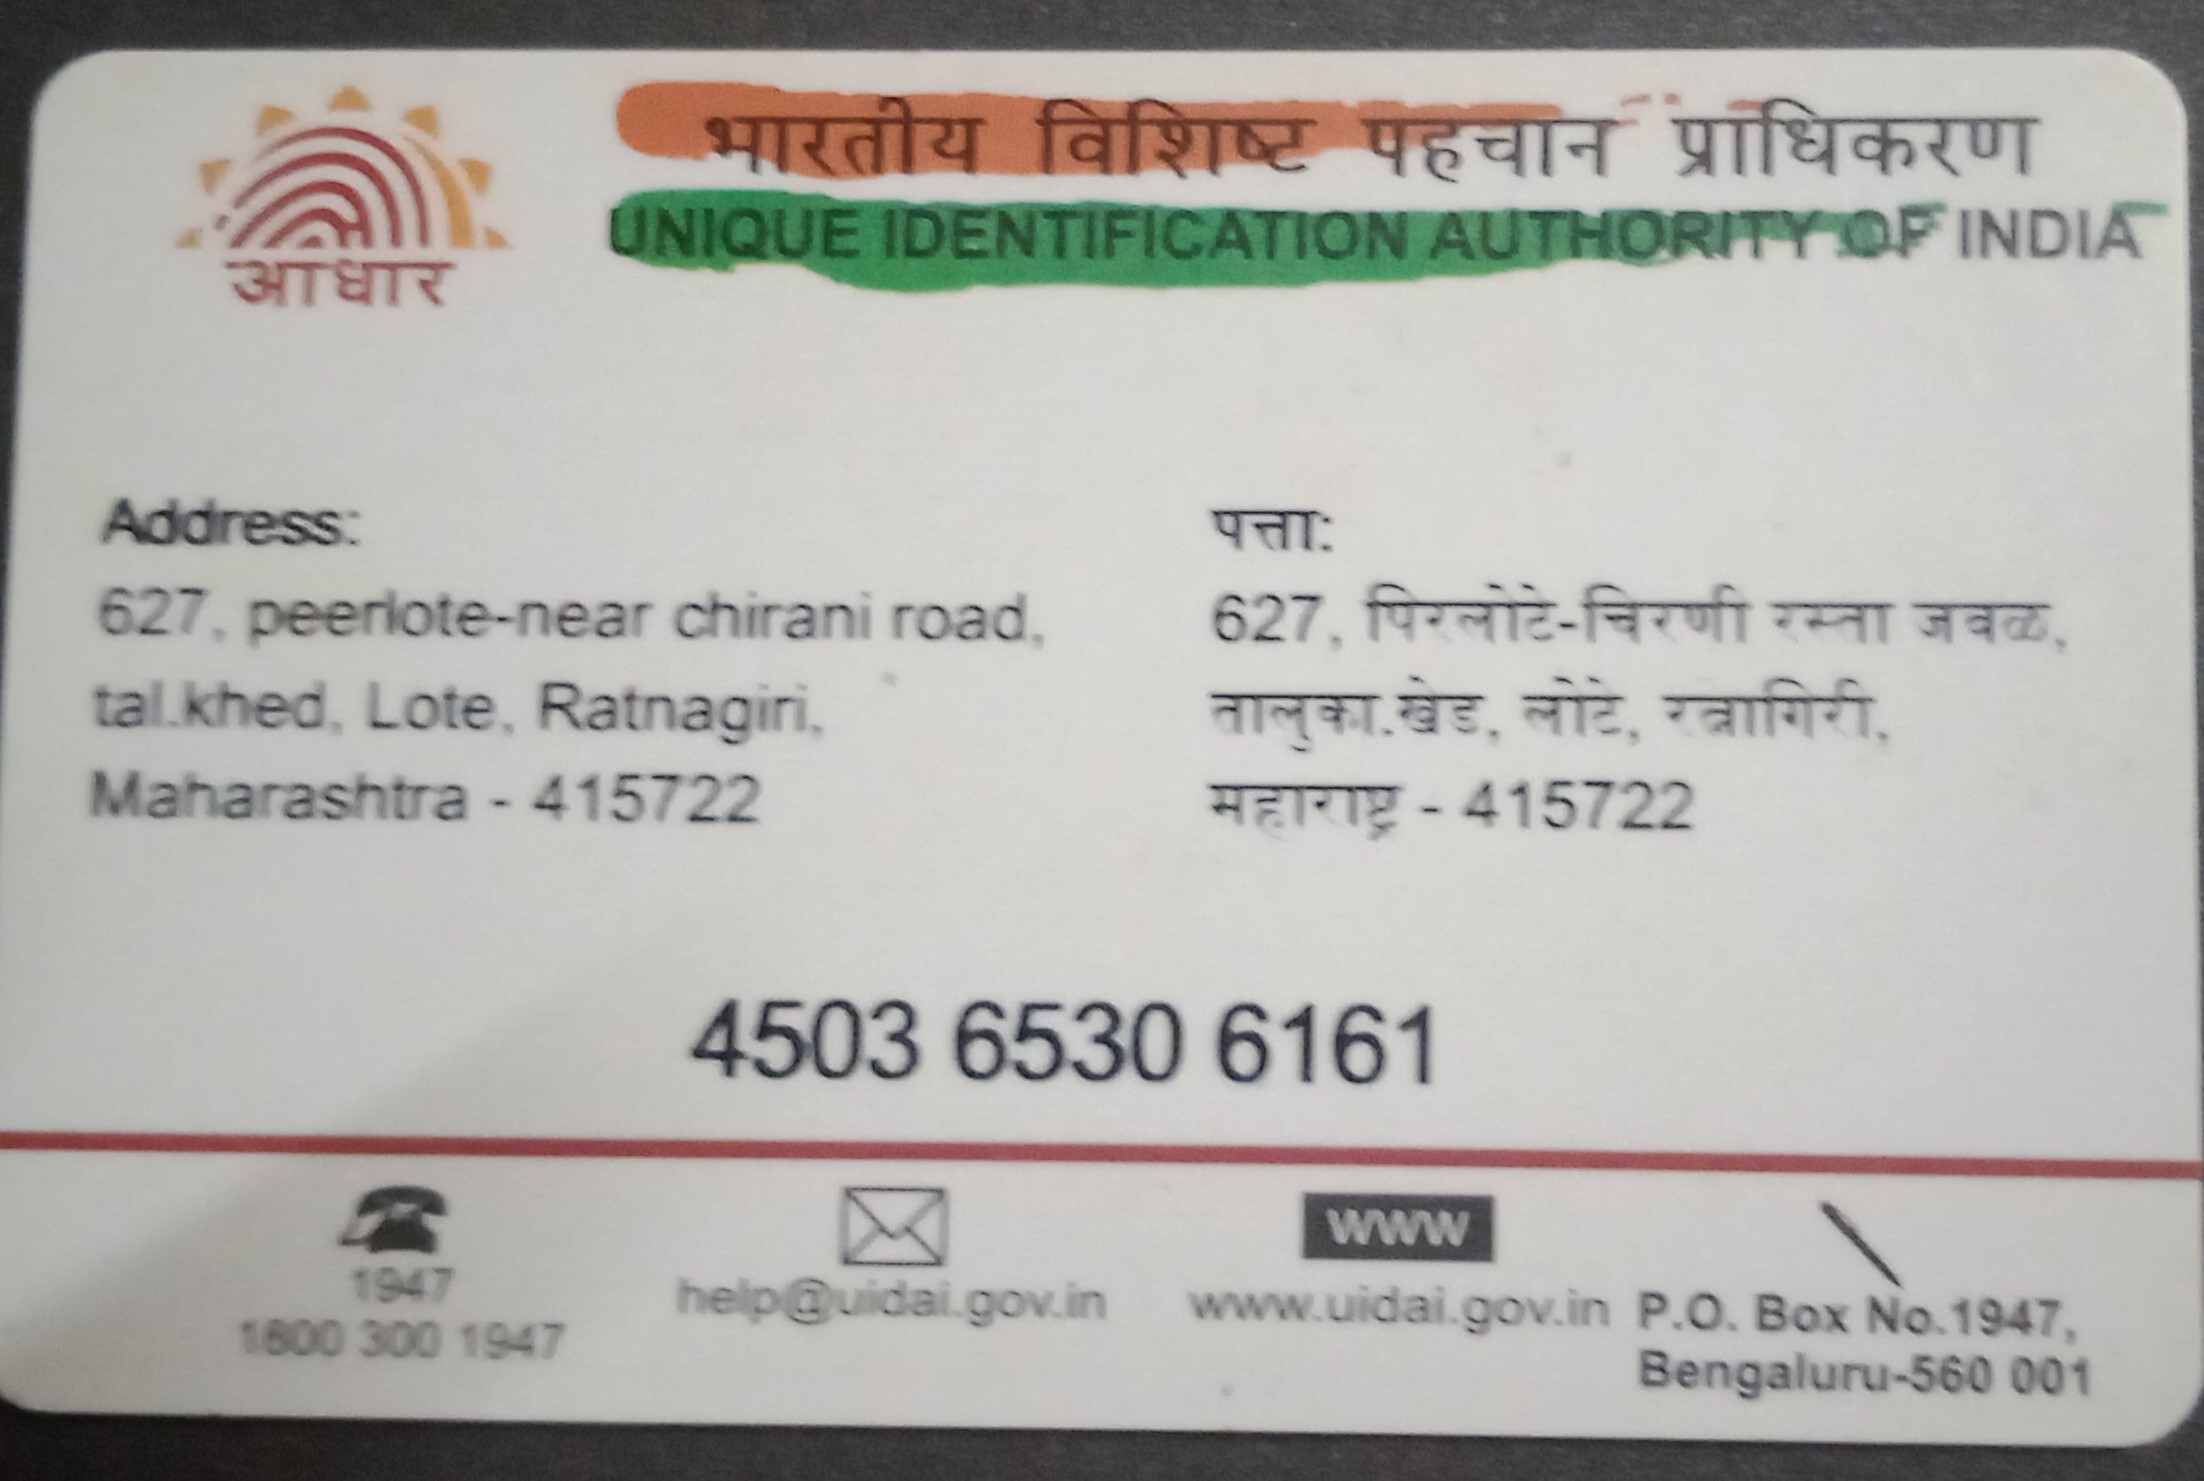 आधार
भारतीय विशिष्ट पहचान प्राधिकरण
UNIQUE IDENTIFICATION AUTHORITY OF INDIA
Address:
627, peerlote-near chirani road,
tal.khed, Lote, Ratnagiri,
Maharashtra - 415722
पत्ता:
627, पिरलोटे-चिरणी रस्ता जवळ,
तालुका.खेड, लोटे, रत्नागिरी,
महाराष्ट्र - 415722
4503 6530 6161
1947
1800 300 1947
help@uidai.gov.in
www
www.uidai.gov.in
P.O. Box No.1947,
Bengaluru-560 001